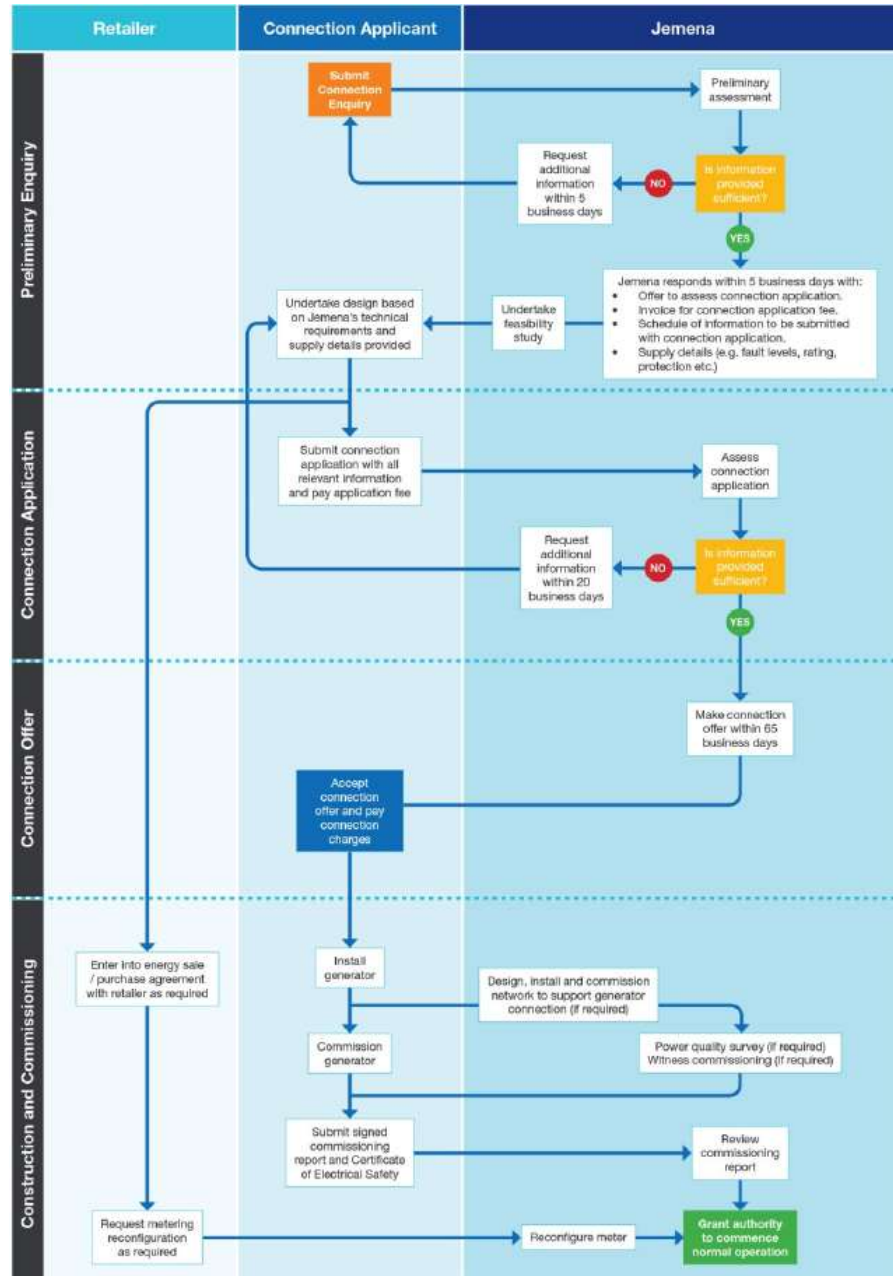 Retailer
Connection Applicant
Jemena
Preliminary Enquiry
Submit
Connection
Enquiry
Preliminary
assessment
Request
additional
information
within 5
business days
NO
Is information
provided
sufficient?
YES
Undertake design based
on Jemena's technical
requirements and
supply details provided
Undertake
feasibility
study
Jemena responds within 5 business days with:
• Offer to assess connection application.
• Invoice for connection application fee.
• Schedule of information to be submitted
with connection application.
• Supply details (e.g. fault levels, rating,
protection etc.)
Connection Application
Submit connection
application with all
relevant information
and pay application fee
Assess
connection
application
Request
additional
information
within 20
business days
NO
Is information
provided
sufficient?
YES
Connection Offer
Make connection
offer within 65
business days
Accept
connection
offer and pay
connection
charges
Construction and Commissioning
Enter into energy sale
/ purchase agreement
with retailer as required
Install
generator
Design, install and commission
network to support generator
connection (if required)
Commission
generator
Power quality survey (if required)
Witness commissioning (if required)
Submit signed
commissioning
report and Certificate
of Electrical Safety
Review
commissioning
report
Request metering
reconfiguration
as required
Reconfigure meter
Grant authority
to commence
normal operation